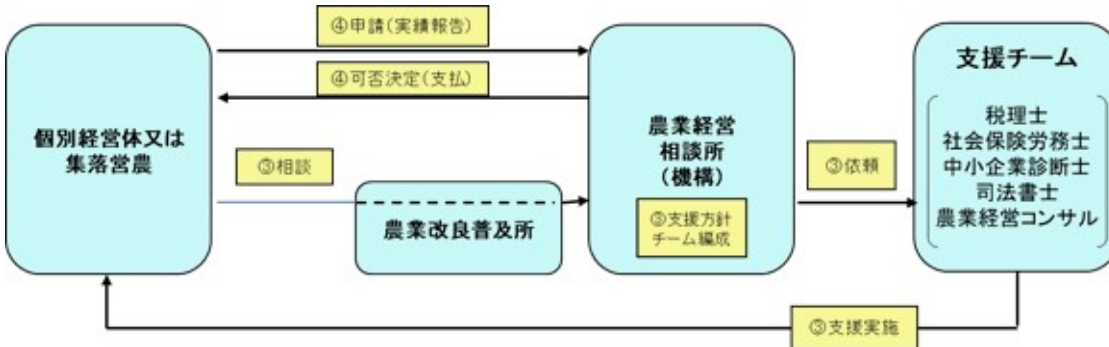 ④申請(実績報告)
④可否決定(支払)
個別経営体又は
集落営農
③相談
農業改良普及所
農業経営
相談所
(機構)
③支援方針
チーム編成
③依頼
支援チーム
税理士
社会保険労務士
中小企業診断士
司法書士
農業経営コンサル
③支援実施